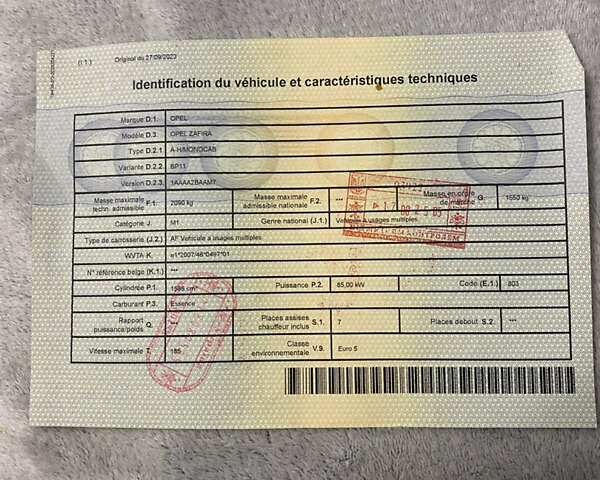 (I.1.) Original du 27/09/2023
Identification du véhicule et caractéristiques techniques
Marque D.1. OPEL
Modèle D.3. OPEL ZAFIRA
Type D.2.1 A-H/MONOCAB
Variante D.2.2 BP11
Version D.2.3 1AAAA2BAAM7
Masse maximale techn. admissible F.1. 2090 kg Masse maximale admissible nationale F.2. *** Masse en ordre de marche G. 1550 kg
Catégorie J. M1 Genre national (J.1.) Véhicule à usages multiples.
Type de carrosserie (J.2.) AF Véhicule à usages multiples
WVTA K. e1*2007/46*0497*01
N° référence belge (K.1.) ***
Cylindrée P.1. 1598 cm³ Puissance P.2. 85,00 kW Code (E.1.) 803
Carburant P.3. Essence
Rapport puissance/poids Q. Places assises chauffeur inclus S.1. 7 Places debout S.2. ***
Vitesse maximale T. 185 Classe environnementale V.9. Euro 5